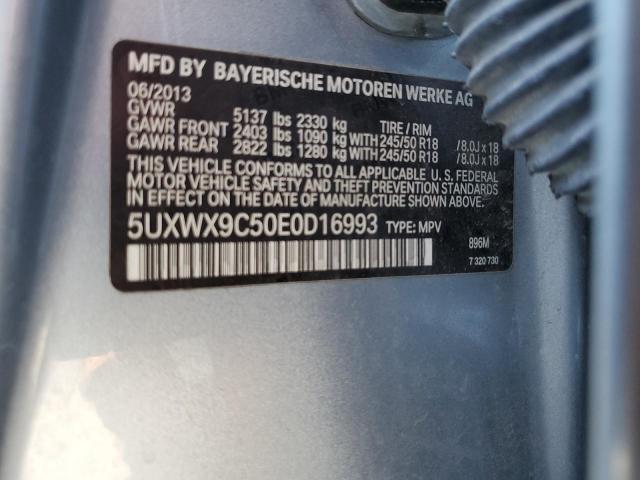 MFD BY BAYERISCHE MOTOREN WERKE AG
06/2013
GVWR 5137 lbs 2330 kg TIRE / RIM
GAWR FRONT 2403 lbs 1090 kg WITH 245/50 R18 / 8.0J x 18
GAWR REAR 2822 lbs 1280 kg WITH 245/50 R18 / 8.0J x 18
THIS VEHICLE CONFORMS TO ALL APPLICABLE U. S. FEDERAL
MOTOR VEHICLE SAFETY AND THEFT PREVENTION STANDARDS
IN EFFECT ON THE DATE OF MANUFACTURE SHOWN ABOVE.
5UXWX9C50E0D16993 TYPE: MPV
896M
7 320 730